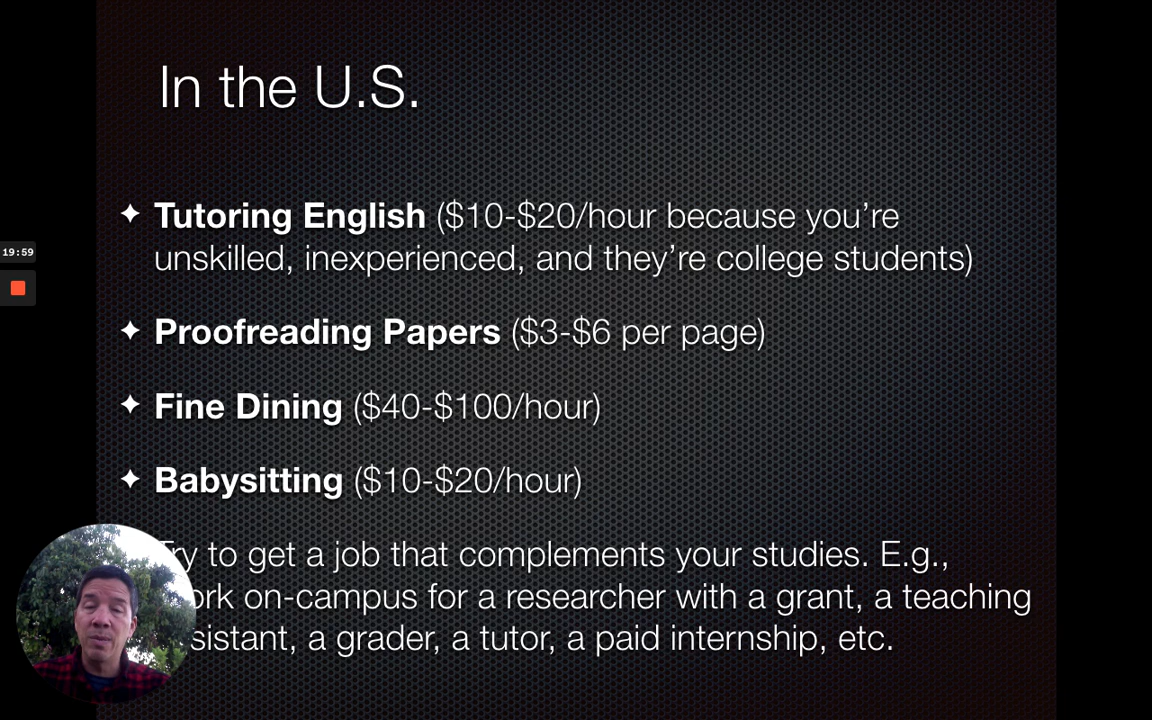 In the U.S.
Tutoring English ($10-$20/hour because you’re
unskilled, inexperienced, and they’re college students)
19:59
Proofreading Papers ($3-$6 per page)
Fine Dining ($40-$100/hour)
Babysitting ($10-$20/hour)
Try to get a job that complements your studies. E.g.,
on-campus for a researcher with a grant, a teaching
a grader, a tutor, a paid internship, etc.